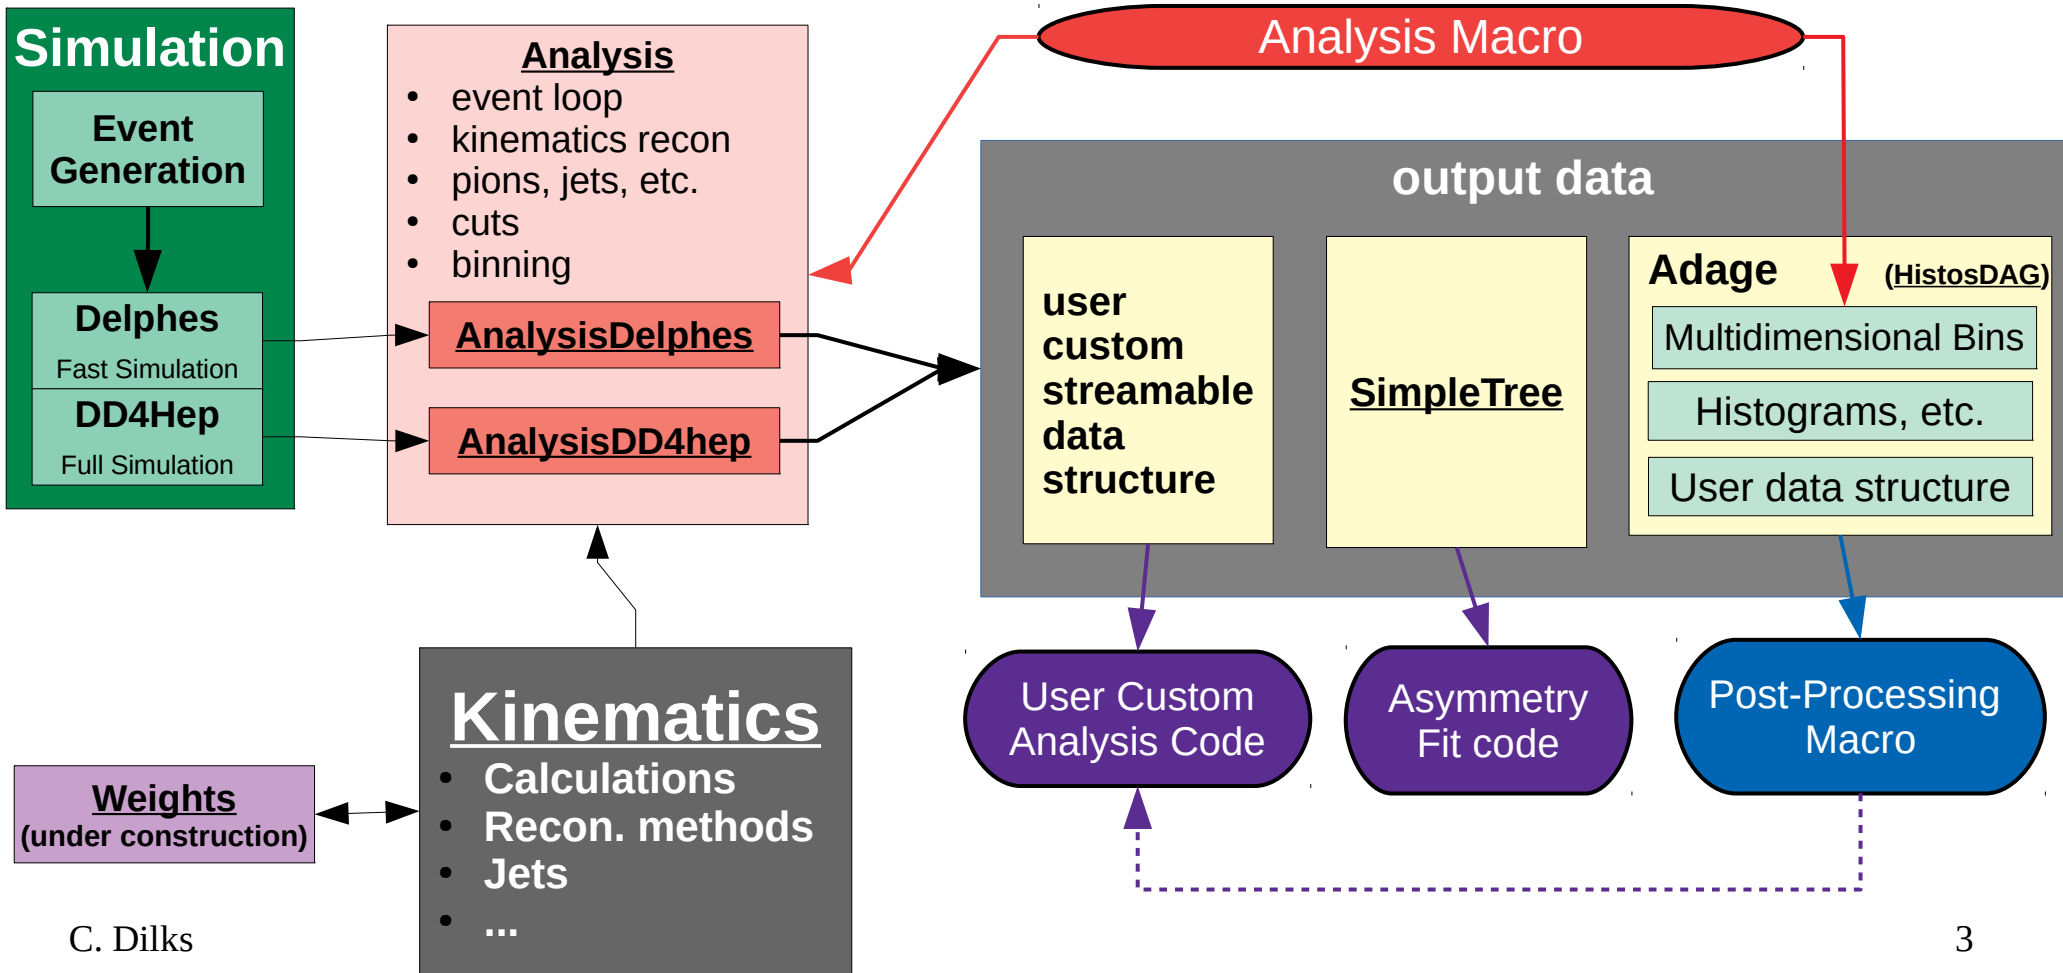 Simulation
Event
Generation
Delphes
Fast Simulation
DD4Hep
Full Simulation
Analysis
• event loop
• kinematics recon
• pions, jets, etc.
• cuts
• binning
AnalysisDelphes
AnalysisDD4hep
Analysis Macro
output data
user
custom
streamable
data
structure
SimpleTree
Adage (HistosDAG)
Multidimensional Bins
Histograms, etc.
User data structure
Kinematics
• Calculations
• Recon. methods
• Jets
• ...
Weights
(under construction)
User Custom
Analysis Code
Asymmetry
Fit code
Post-Processing
Macro
C. Dilks
3